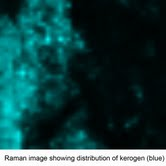 Raman image showing distribution of kerogen (blue)